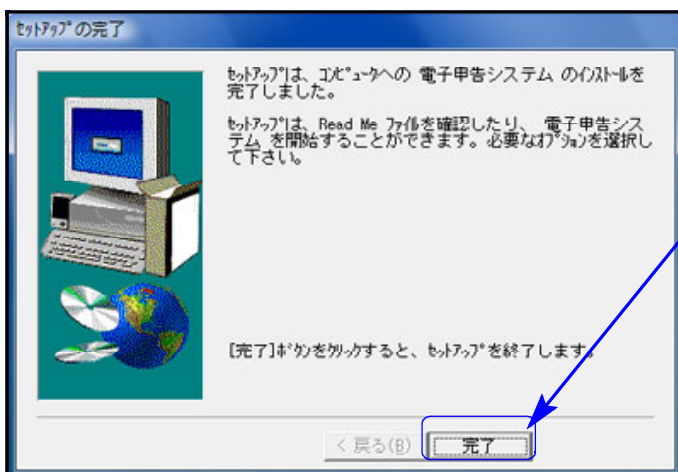 ｾｯﾄｱｯﾌﾟの完了
ｾｯﾄｱｯﾌﾟは、ｺﾝﾋﾟｭｰﾀへの 電子申告システム のｲﾝｽﾄｰﾙを
完了しました。
ｾｯﾄｱｯﾌﾟは、Read Me ﾌｧｲﾙを確認したり、 電子申告シス
テム を開始することができます。必要なｵﾌﾟｼｮﾝを選択し
て下さい。
[完了]ﾎﾞﾀﾝをｸﾘｯｸすると、ｾｯﾄｱｯﾌﾟを終了します。
< 戻る(B)
完了